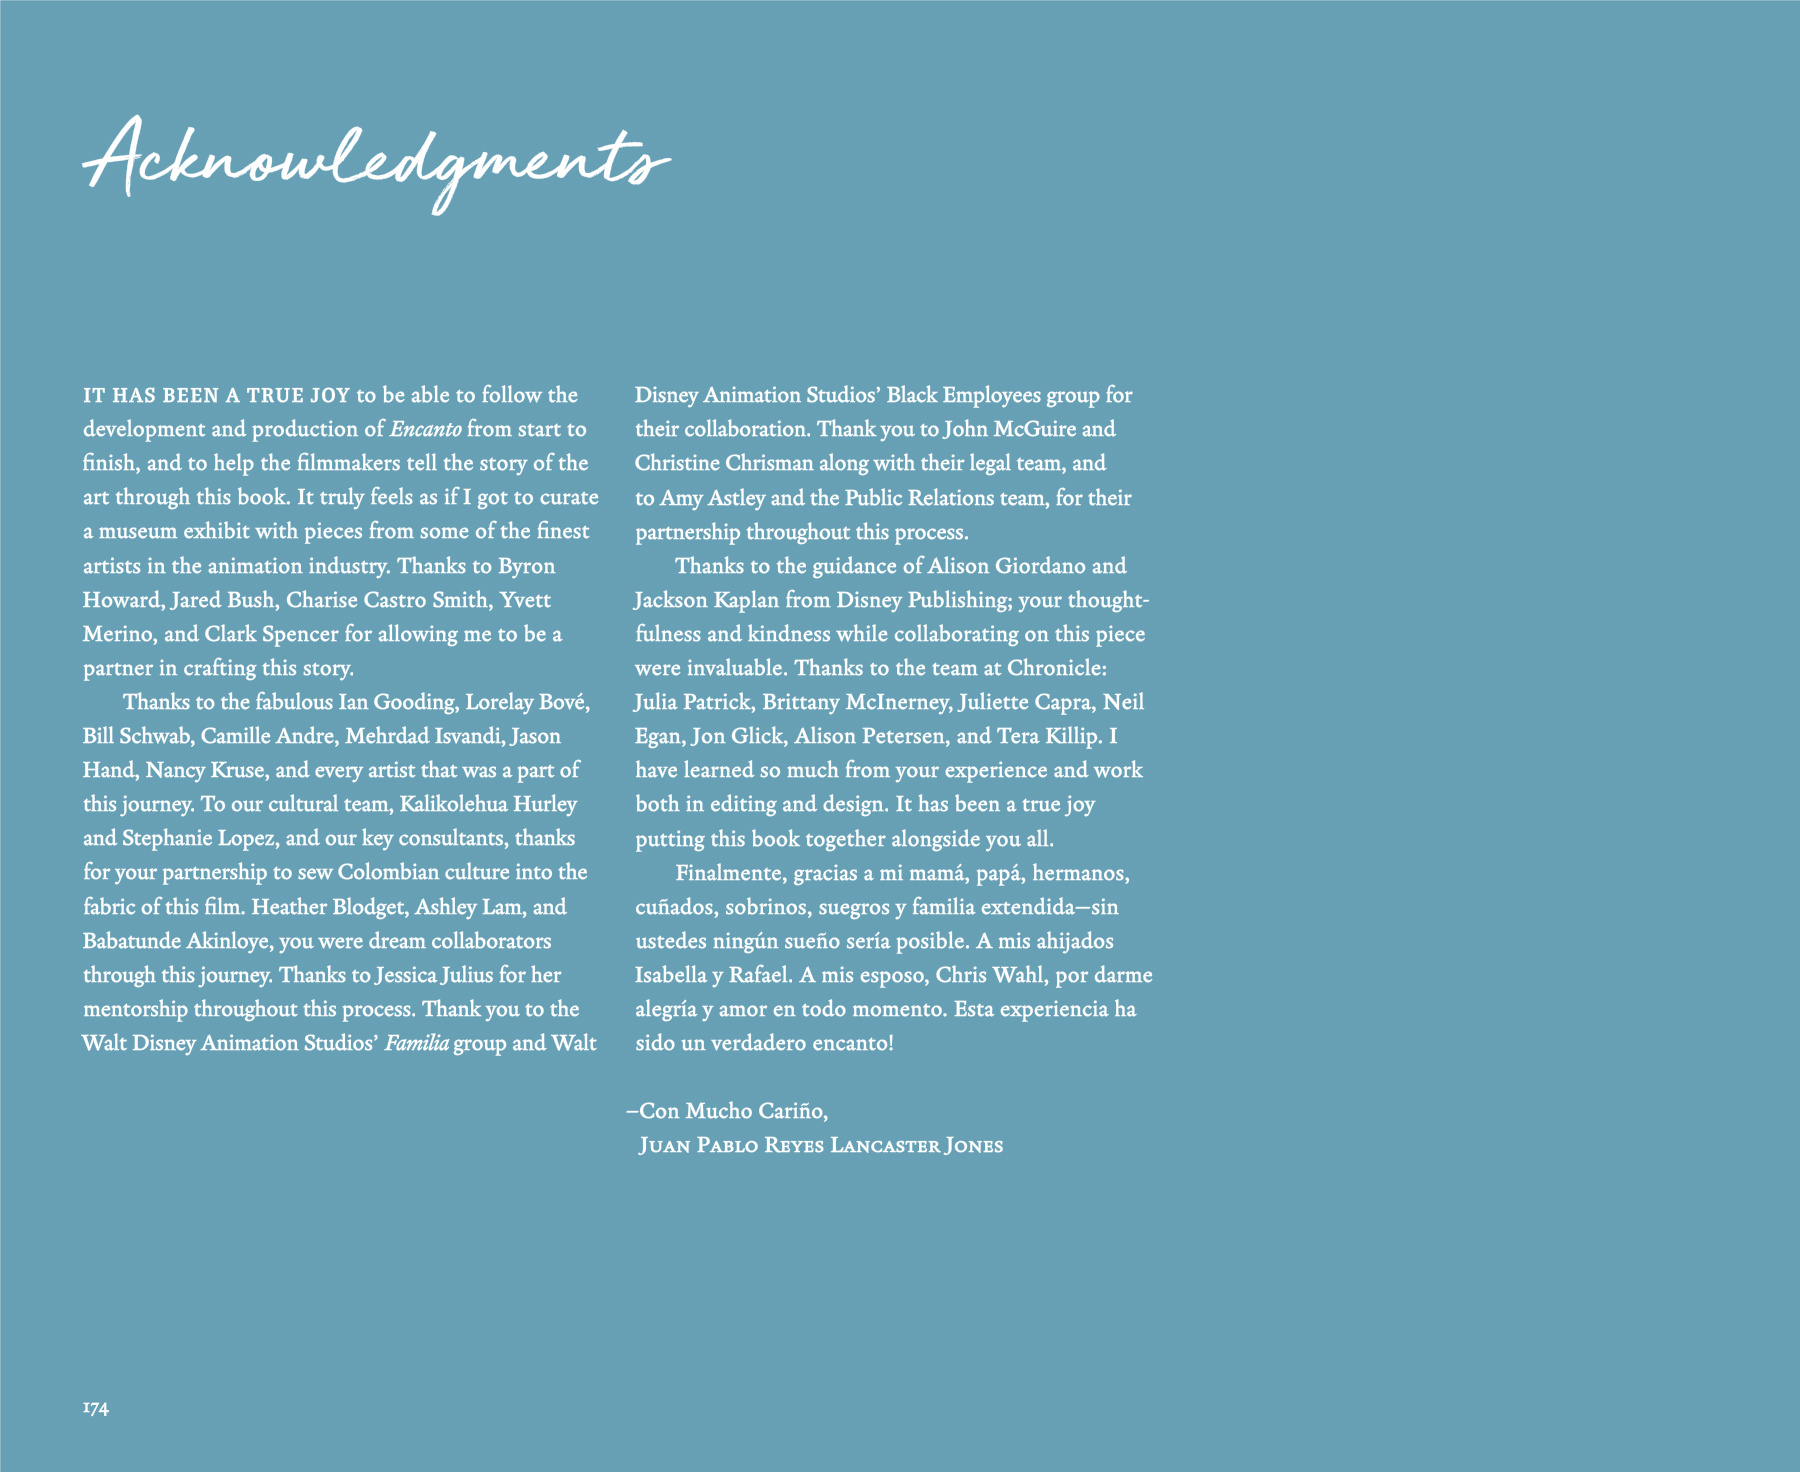 Acknowledgments
IT HAS BEEN A TRUE JOY to be able to follow the
development and production of Encanto from start to
finish, and to help the filmmakers tell the story of the
art through this book. It truly feels as if I got to curate
a museum exhibit with pieces from some of the finest
artists in the animation industry. Thanks to Byron
Howard, Jared Bush, Charise Castro Smith, Yvett
Merino, and Clark Spencer for allowing me to be a
partner in crafting this story.
Thanks to the fabulous Ian Gooding, Lorelay Bové,
Bill Schwab, Camille Andre, Mehrdad Isvandi, Jason
Hand, Nancy Kruse, and every artist that was a part of
this journey. To our cultural team, Kalikolehua Hurley
and Stephanie Lopez, and our key consultants, thanks
for your partnership to sew Colombian culture into the
fabric of this film. Heather Blodget, Ashley Lam, and
Babatunde Akinloye, you were dream collaborators
through this journey. Thanks to Jessica Julius for her
mentorship throughout this process. Thank you to the
Walt Disney Animation Studios’ Familia group and Walt
Disney Animation Studios’ Black Employees group for
their collaboration. Thank you to John McGuire and
Christine Chrisman along with their legal team, and
to Amy Astley and the Public Relations team, for their
partnership throughout this process.
Thanks to the guidance of Alison Giordano and
Jackson Kaplan from Disney Publishing; your thought-
fulness and kindness while collaborating on this piece
were invaluable. Thanks to the team at Chronicle:
Julia Patrick, Brittany McInerney, Juliette Capra, Neil
Egan, Jon Glick, Alison Petersen, and Tera Killip. I
have learned so much from your experience and work
both in editing and design. It has been a true joy
putting this book together alongside you all.
Finalmente, gracias a mi mamá, papá, hermanos,
cuñados, sobrinos, suegros y familia extendida—sin
ustedes ningún sueño sería posible. A mis ahijados
Isabella y Rafael. A mis esposo, Chris Wahl, por darme
alegría y amor en todo momento. Esta experiencia ha
sido un verdadero encanto!
—Con Mucho Cariño,
Juan Pablo Reyes Lancaster Jones
174